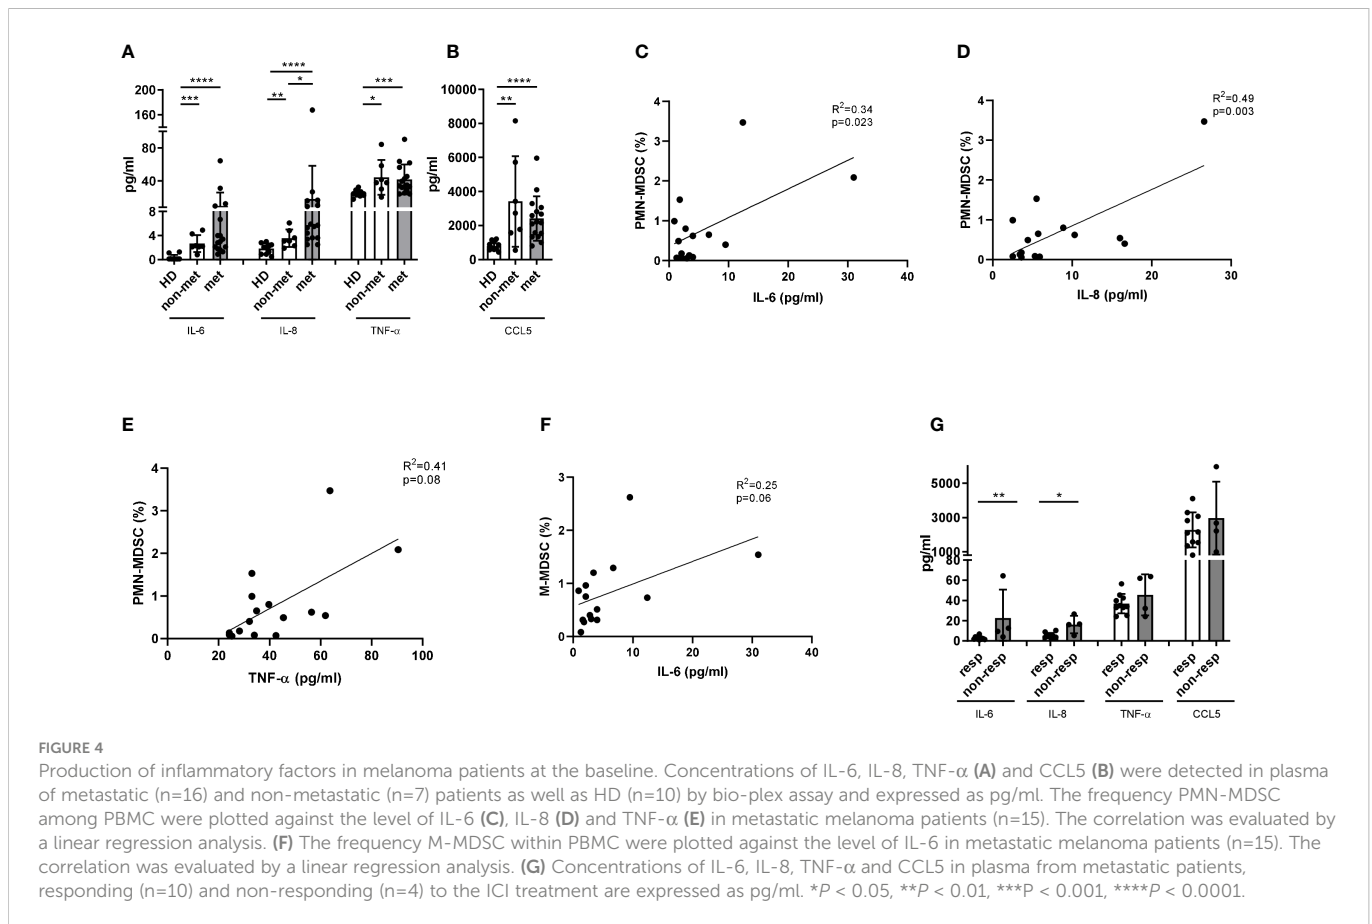 A
B
C
D
****
***
****
*
**
***
*
****
**
200
160
80
40
8
4
0
pg/ml
HD
non-met
met
HD
non-met
met
HD
non-met
met
IL-6
IL-8
TNF-α
10000
8000
6000
4000
2000
0
pg/ml
HD
non-met
met
CCL5
R²=0.34
p=0.023
4
3
2
1
0
PMN-MDSC (%)
0 10 20 30 40
IL-6 (pg/ml)
R²=0.49
p=0.003
4
3
2
1
0
PMN-MDSC (%)
0 10 20 30
IL-8 (pg/ml)
E
F
G
R²=0.41
p=0.08
4
3
2
1
0
PMN-MDSC (%)
0 20 40 60 80 100
TNF-α (pg/ml)
R²=0.25
p=0.06
3
2
1
0
M-MDSC (%)
0 10 20 30 40
IL-6 (pg/ml)
**
*
5000
3000
1000
80
60
40
20
0
pg/ml
resp
non-resp
resp
non-resp
resp
non-resp
resp
non-resp
IL-6
IL-8
TNF-α
CCL5
FIGURE 4
Production of inflammatory factors in melanoma patients at the baseline. Concentrations of IL-6, IL-8, TNF-α (A) and CCL5 (B) were detected in plasma
of metastatic (n=16) and non-metastatic (n=7) patients as well as HD (n=10) by bio-plex assay and expressed as pg/ml. The frequency PMN-MDSC
among PBMC were plotted against the level of IL-6 (C), IL-8 (D) and TNF-α (E) in metastatic melanoma patients (n=15). The correlation was evaluated by
a linear regression analysis. (F) The frequency M-MDSC within PBMC were plotted against the level of IL-6 in metastatic melanoma patients (n=15). The
correlation was evaluated by a linear regression analysis. (G) Concentrations of IL-6, IL-8, TNF-α and CCL5 in plasma from metastatic patients,
responding (n=10) and non-responding (n=4) to the ICI treatment are expressed as pg/ml. *P < 0.05, **P < 0.01, ***P < 0.001, ****P < 0.0001.